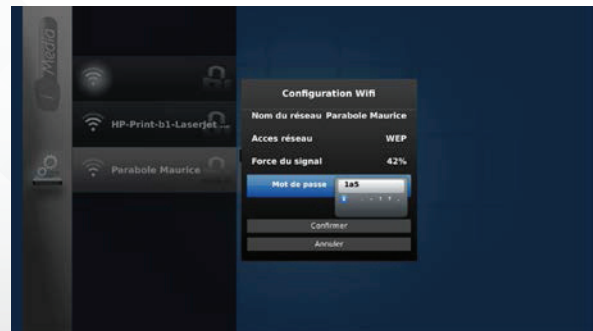 iMedia
HP-Print-b1-LaserJet ...
Parabole Maurice
Configuration Wifi
Nom du réseau Parabole Maurice
Acces réseau WEP
Force du signal 42%
Mot de passe 1a5
Confirmer
Annuler